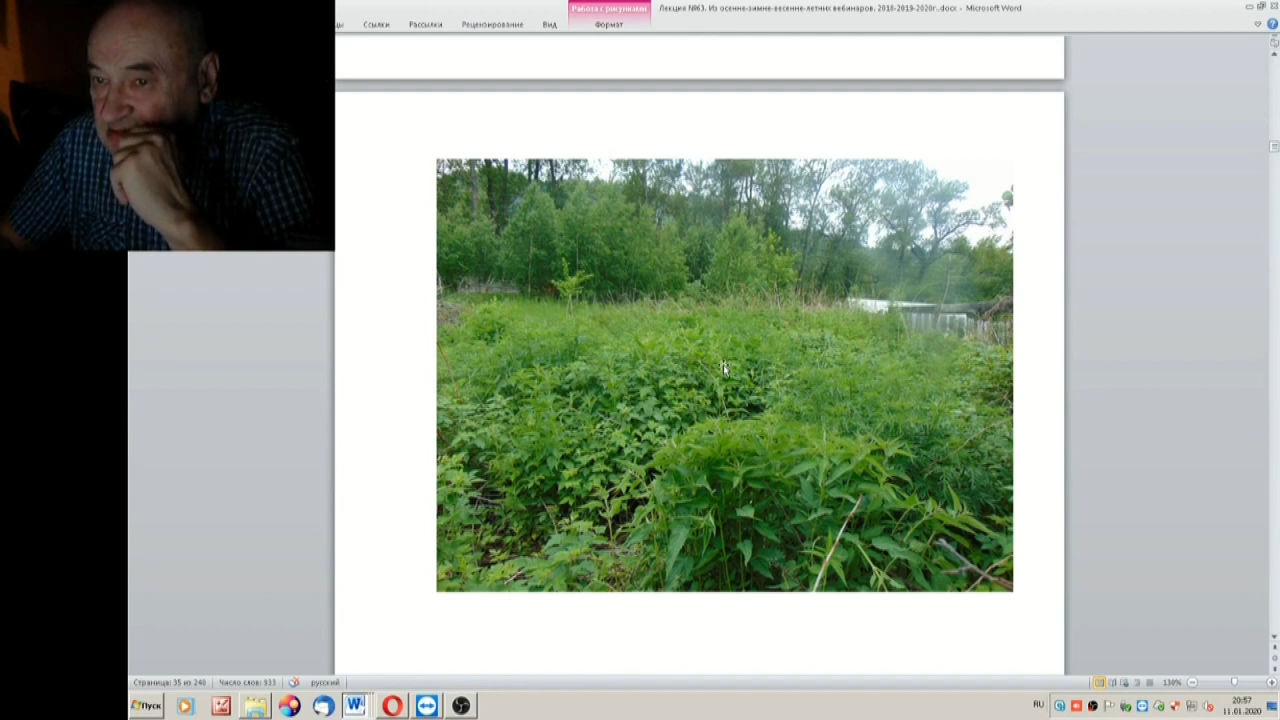 Работа с рисунками
Лекция №63. Из осенне-зимне-весенне-летних вебинаров. 2018-2019-2020г..docx - Microsoft Word
Ссылки Рассылки Рецензирование Вид Формат
Страница: 35 из 240 Число слов: 933 русский 130%
Пуск
RU
20:57
11.01.2020